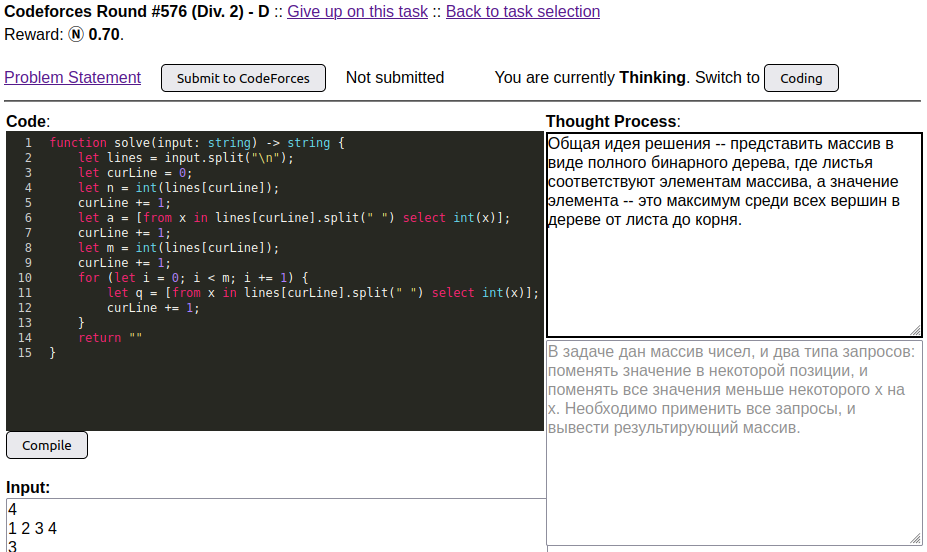 Codeforces Round #576 (Div. 2) - D :: Give up on this task :: Back to task selection
Reward: Ⓝ 0.70.
Problem Statement Submit to CodeForces Not submitted You are currently Thinking. Switch to Coding
Code:
1 function solve(input: string) -> string {
2 let lines = input.split("\n");
3 let curLine = 0;
4 let n = int(lines[curLine]);
5 curLine += 1;
6 let a = [from x in lines[curLine].split(" ") select int(x)];
7 curLine += 1;
8 let m = int(lines[curLine]);
9 curLine += 1;
10 for (let i = 0; i < m; i += 1) {
11 let q = [from x in lines[curLine].split(" ") select int(x)];
12 curLine += 1;
13 }
14 return ""
15 }
Compile
Input:
4
1 2 3 4
3
Thought Process:
Общая идея решения -- представить массив в
виде полного бинарного дерева, где листья
соответствуют элементам массива, а значение
элемента -- это максимум среди всех вершин в
дереве от листа до корня.
В задаче дан массив чисел, и два типа запросов:
поменять значение в некоторой позиции, и
поменять все значения меньше некоторого x на
x. Необходимо применить все запросы, и
вывести результирующий массив.